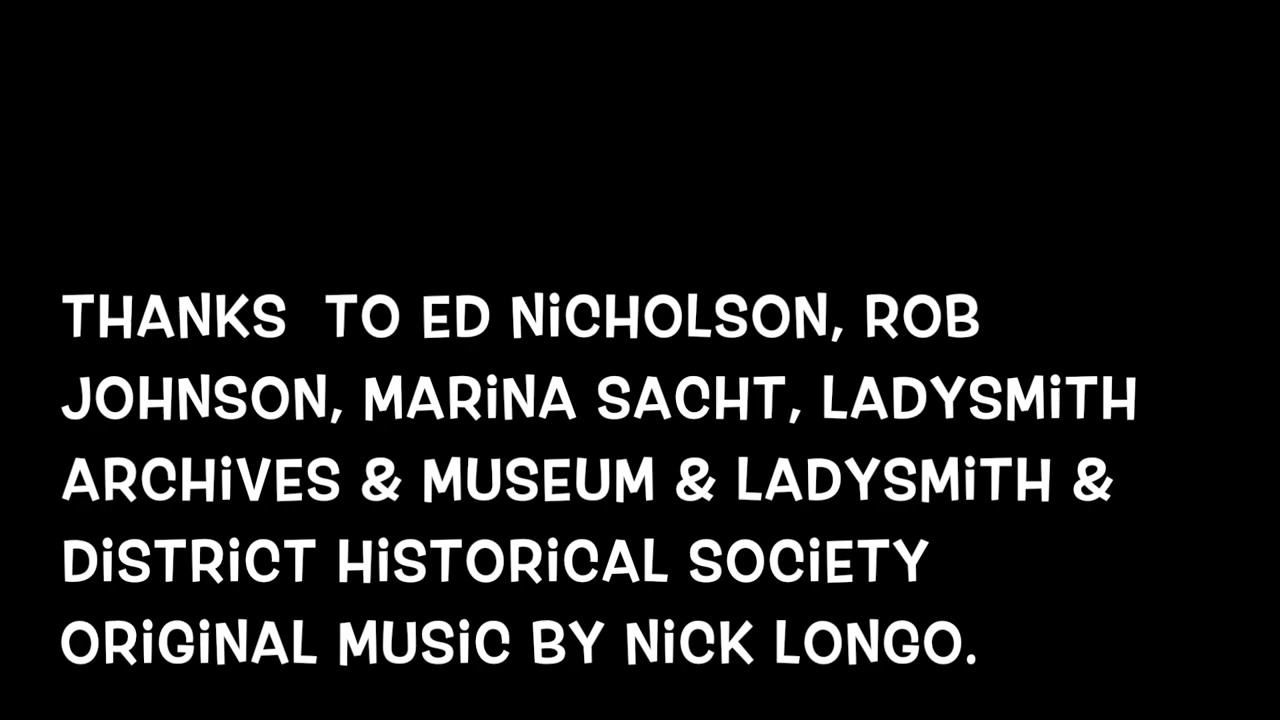 THANKS  TO ED NiCHOLSON, ROB
JOHNSON, MARiNA SACHT, LADYSMiTH
ARCHiVES & MUSEUM & LADYSMiTH &
DiSTRiCT HiSTORiCAL SOCiETY
ORiGiNAL MUSiC BY NiCK LONGO.